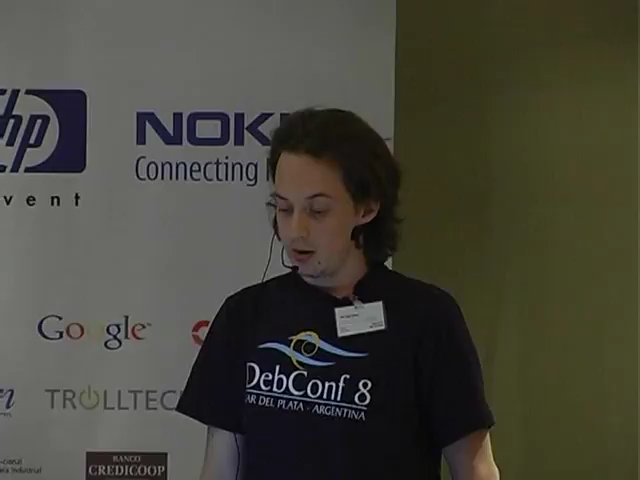 hp
vent
NOK
Connecting
Google
TROLLTEC
BANCO
CREDICOOP
DebConf 8
AR DEL PLATA - ARGENTINA